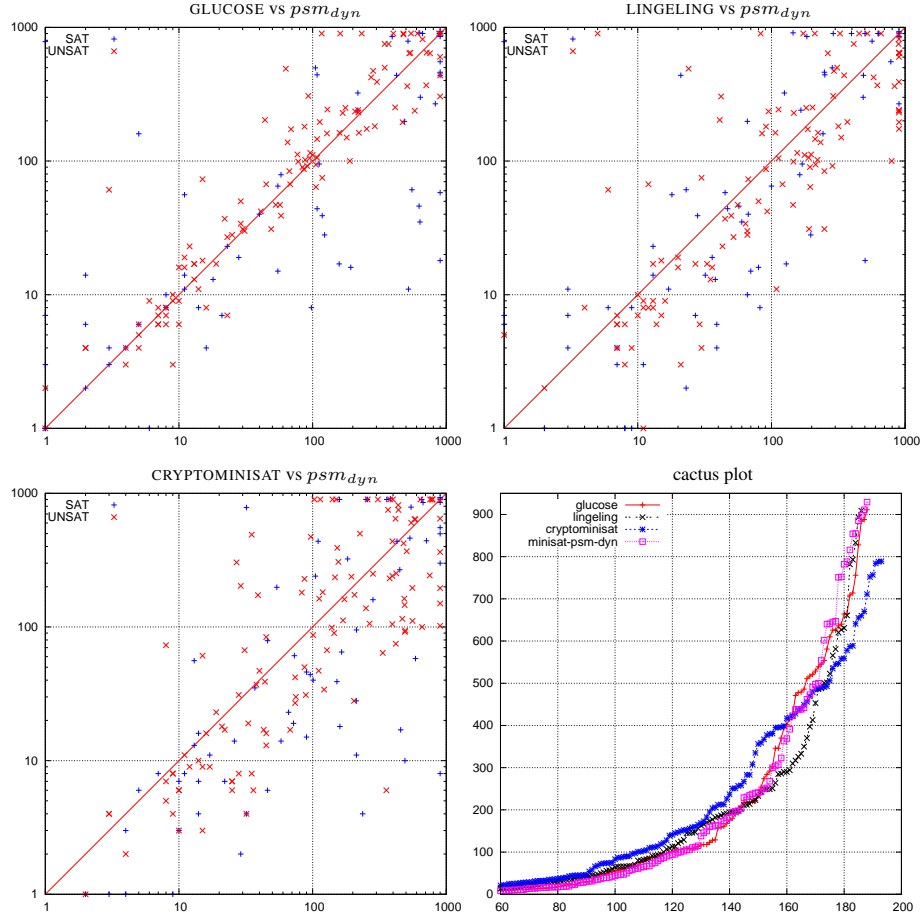 GLUCOSE VS psm_dyn
1000
SAT
UNSAT
100
10
1
1 10 100 1000
LINGELING VS psm_dyn
1000
SAT
UNSAT
100
10
1
1 10 100 1000
CRYPTOMINISAT VS psm_dyn
1000
SAT
UNSAT
100
10
1
1 10 100 1000
cactus plot
glucose
lingeling
cryptominisat
minisat-psm-dyn
900
800
700
600
500
400
300
200
100
0
60 80 100 120 140 160 180 200